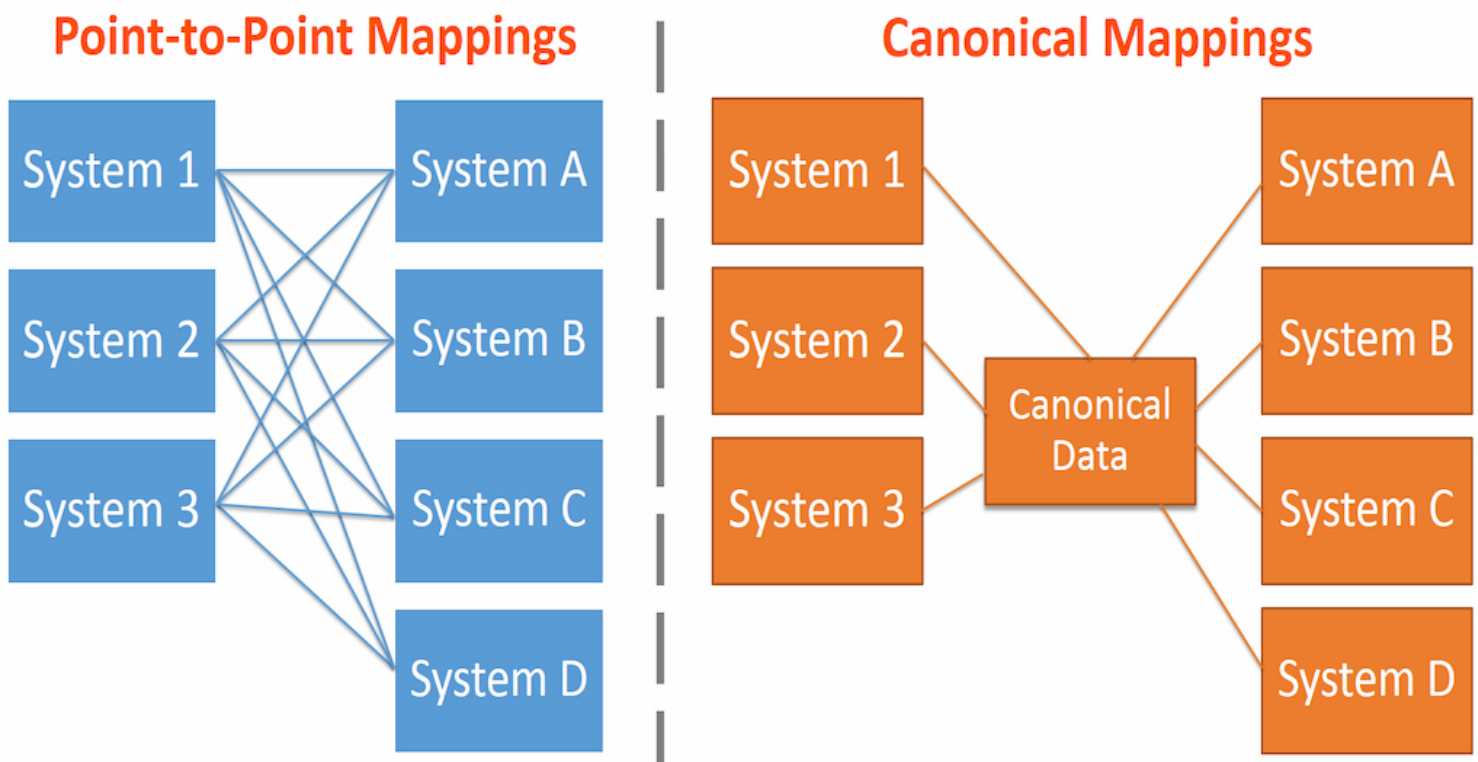 Point-to-Point Mappings
System 1
System A
System 2
System B
System 3
System C
System D
Canonical Mappings
System 1
System A
System 2
System B
Canonical
Data
System 3
System C
System D